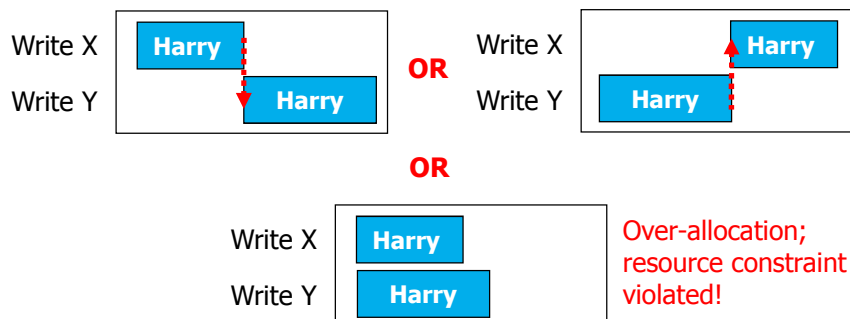 Write X
Harry
Write Y
Harry
OR
Write X
Harry
Write Y
Harry
OR
Write X
Harry
Write Y
Harry
Over-allocation;
resource constraint
violated!